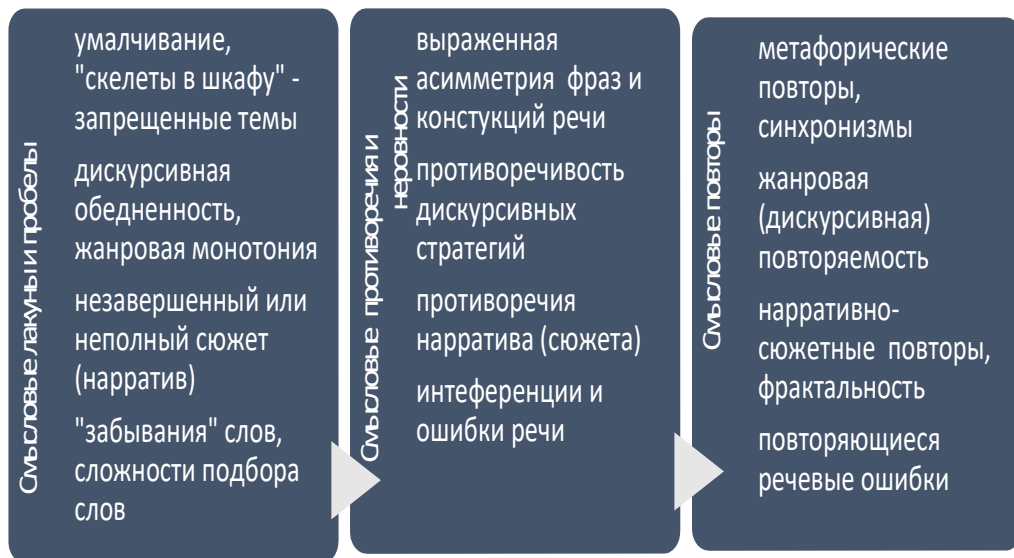 Смысловые лакуны и пробелы
умалчивание,
"скелеты в шкафу" -
запрещенные темы
дискурсивная
обедненность,
жанровая монотония
незавершенный или
неполный сюжет
(нарратив)
"забывания" слов,
сложности подбора
слов
Смысловые противоречия и
неровности
выраженная
асимметрия фраз и
констукций речи
противоречивость
дискурсивных
стратегий
противоречия
нарратива (сюжета)
интеференции и
ошибки речи
Смысловые повторы
метафорические
повторы,
синхронизмы
жанровая
(дискурсивная)
повторяемость
нарративно-
сюжетные повторы,
фрактальность
повторяющиеся
речевые ошибки